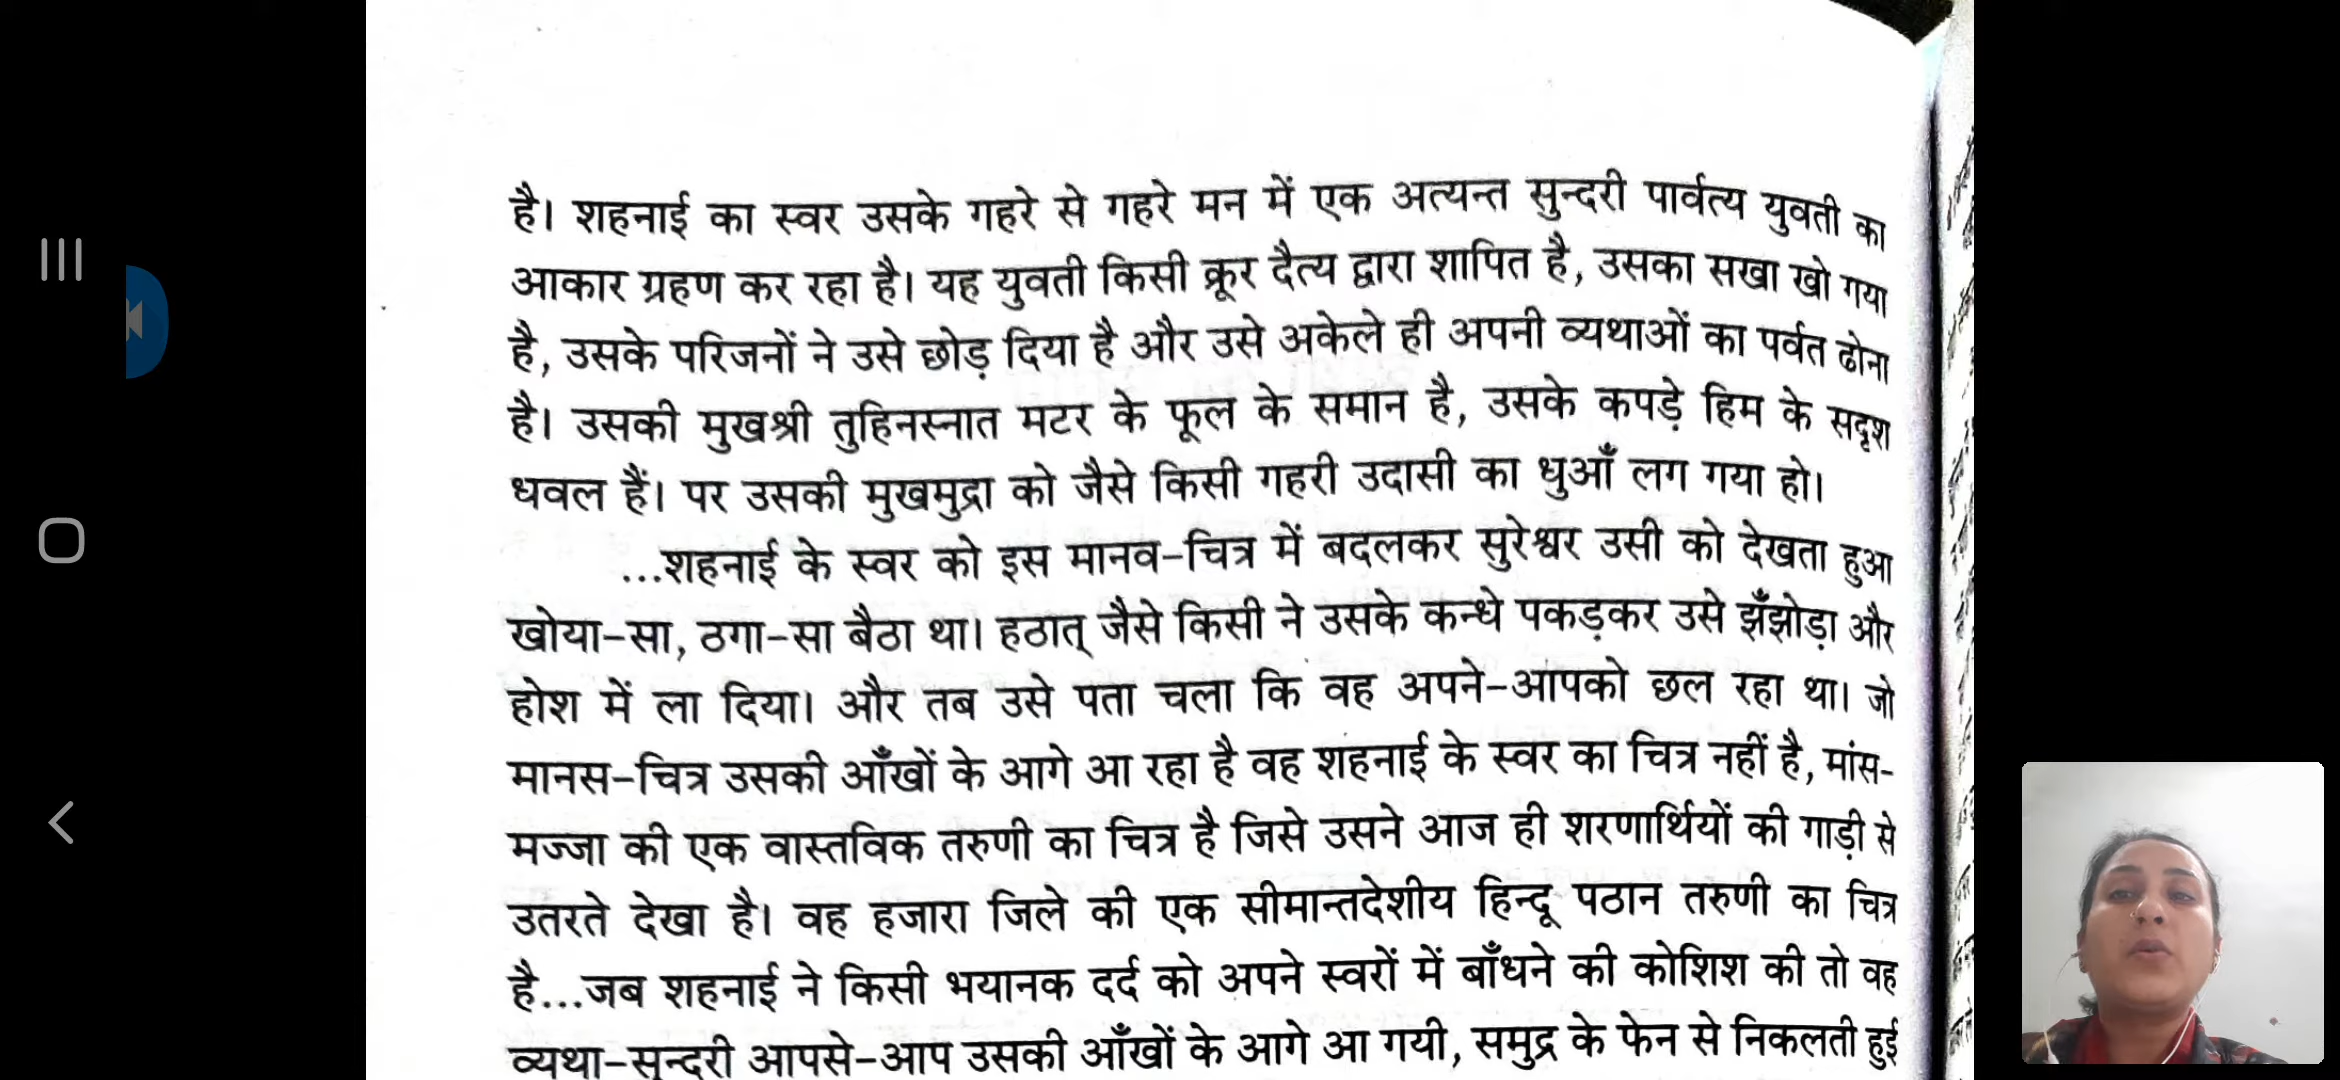 है। शहनाई का स्वर उसके गहरे से गहरे मन में एक अत्यन्त सुन्दरी पार्वत्य युवती का
आकार ग्रहण कर रहा है। यह युवती किसी क्रूर दैत्य द्वारा शापित है, उसका सखा खो गया
है, उसके परिजनों ने उसे छोड़ दिया है और उसे अकेले ही अपनी व्यथाओं का पर्वत ढोना
है। उसकी मुखश्री तुहिनस्नात मटर के फूल के समान है, उसके कपड़े हिम के सदृश
धवल हैं। पर उसकी मुखमुद्रा को जैसे किसी गहरी उदासी का धुआँ लग गया हो।
...शहनाई के स्वर को इस मानव-चित्र में बदलकर सुरेश्वर उसी को देखता हुआ
खोया-सा, ठगा-सा बैठा था। हठात् जैसे किसी ने उसके कन्धे पकड़कर उसे झँझोड़ा और
होश में ला दिया। और तब उसे पता चला कि वह अपने-आपको छल रहा था। जो
मानस-चित्र उसकी आँखों के आगे आ रहा है वह शहनाई के स्वर का चित्र नहीं है, मांस-
मज्जा की एक वास्तविक तरुणी का चित्र है जिसे उसने आज ही शरणार्थियों की गाड़ी से
उतरते देखा है। वह हजारा जिले की एक सीमान्तदेशीय हिन्दू पठान तरुणी का चित्र
है...जब शहनाई ने किसी भयानक दर्द को अपने स्वरों में बाँधने की कोशिश की तो वह
व्यथा-सुन्दरी आपसे-आप उसकी आँखों के आगे आ गयी, समुद्र के फेन से निकलती हुई